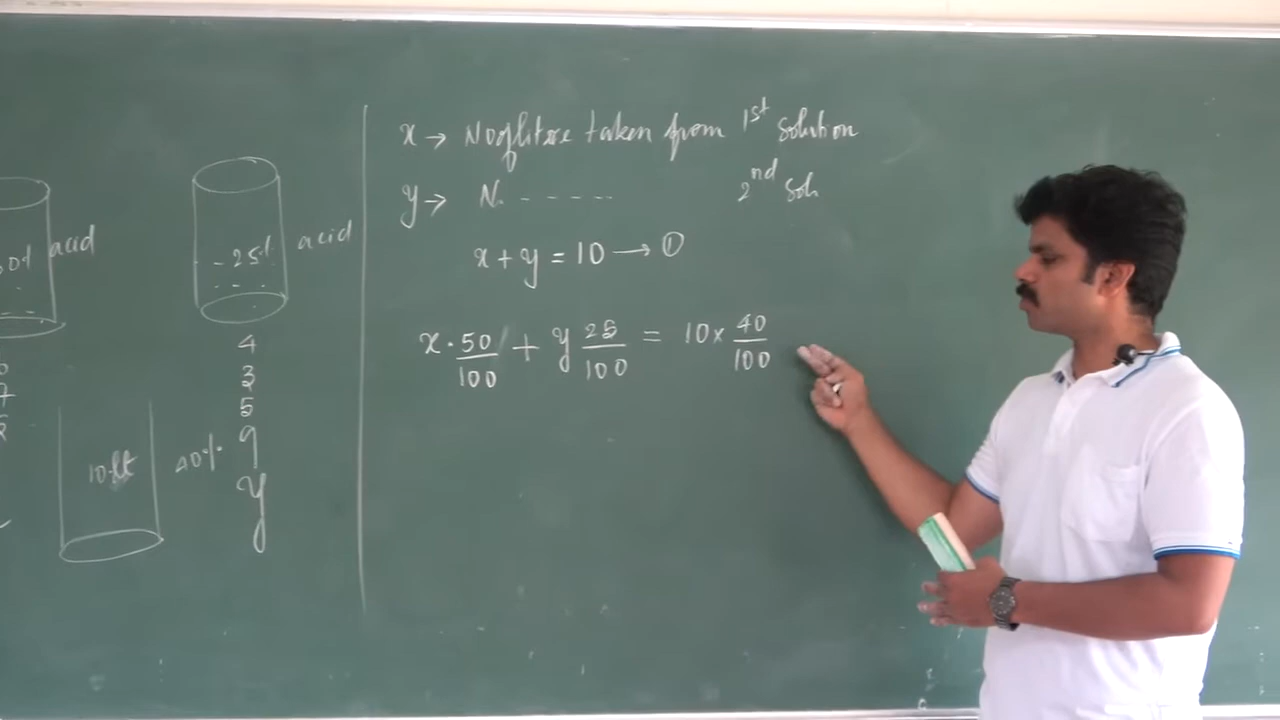 x → No of litre taken from 1st solution
y → N. - - - - - 2nd Soln
x + y = 10 → ①
x · 50/100 + y 25/100 = 10 × 40/100
acid
- 25% acid
4
3
5
9
y
10 lt 40%